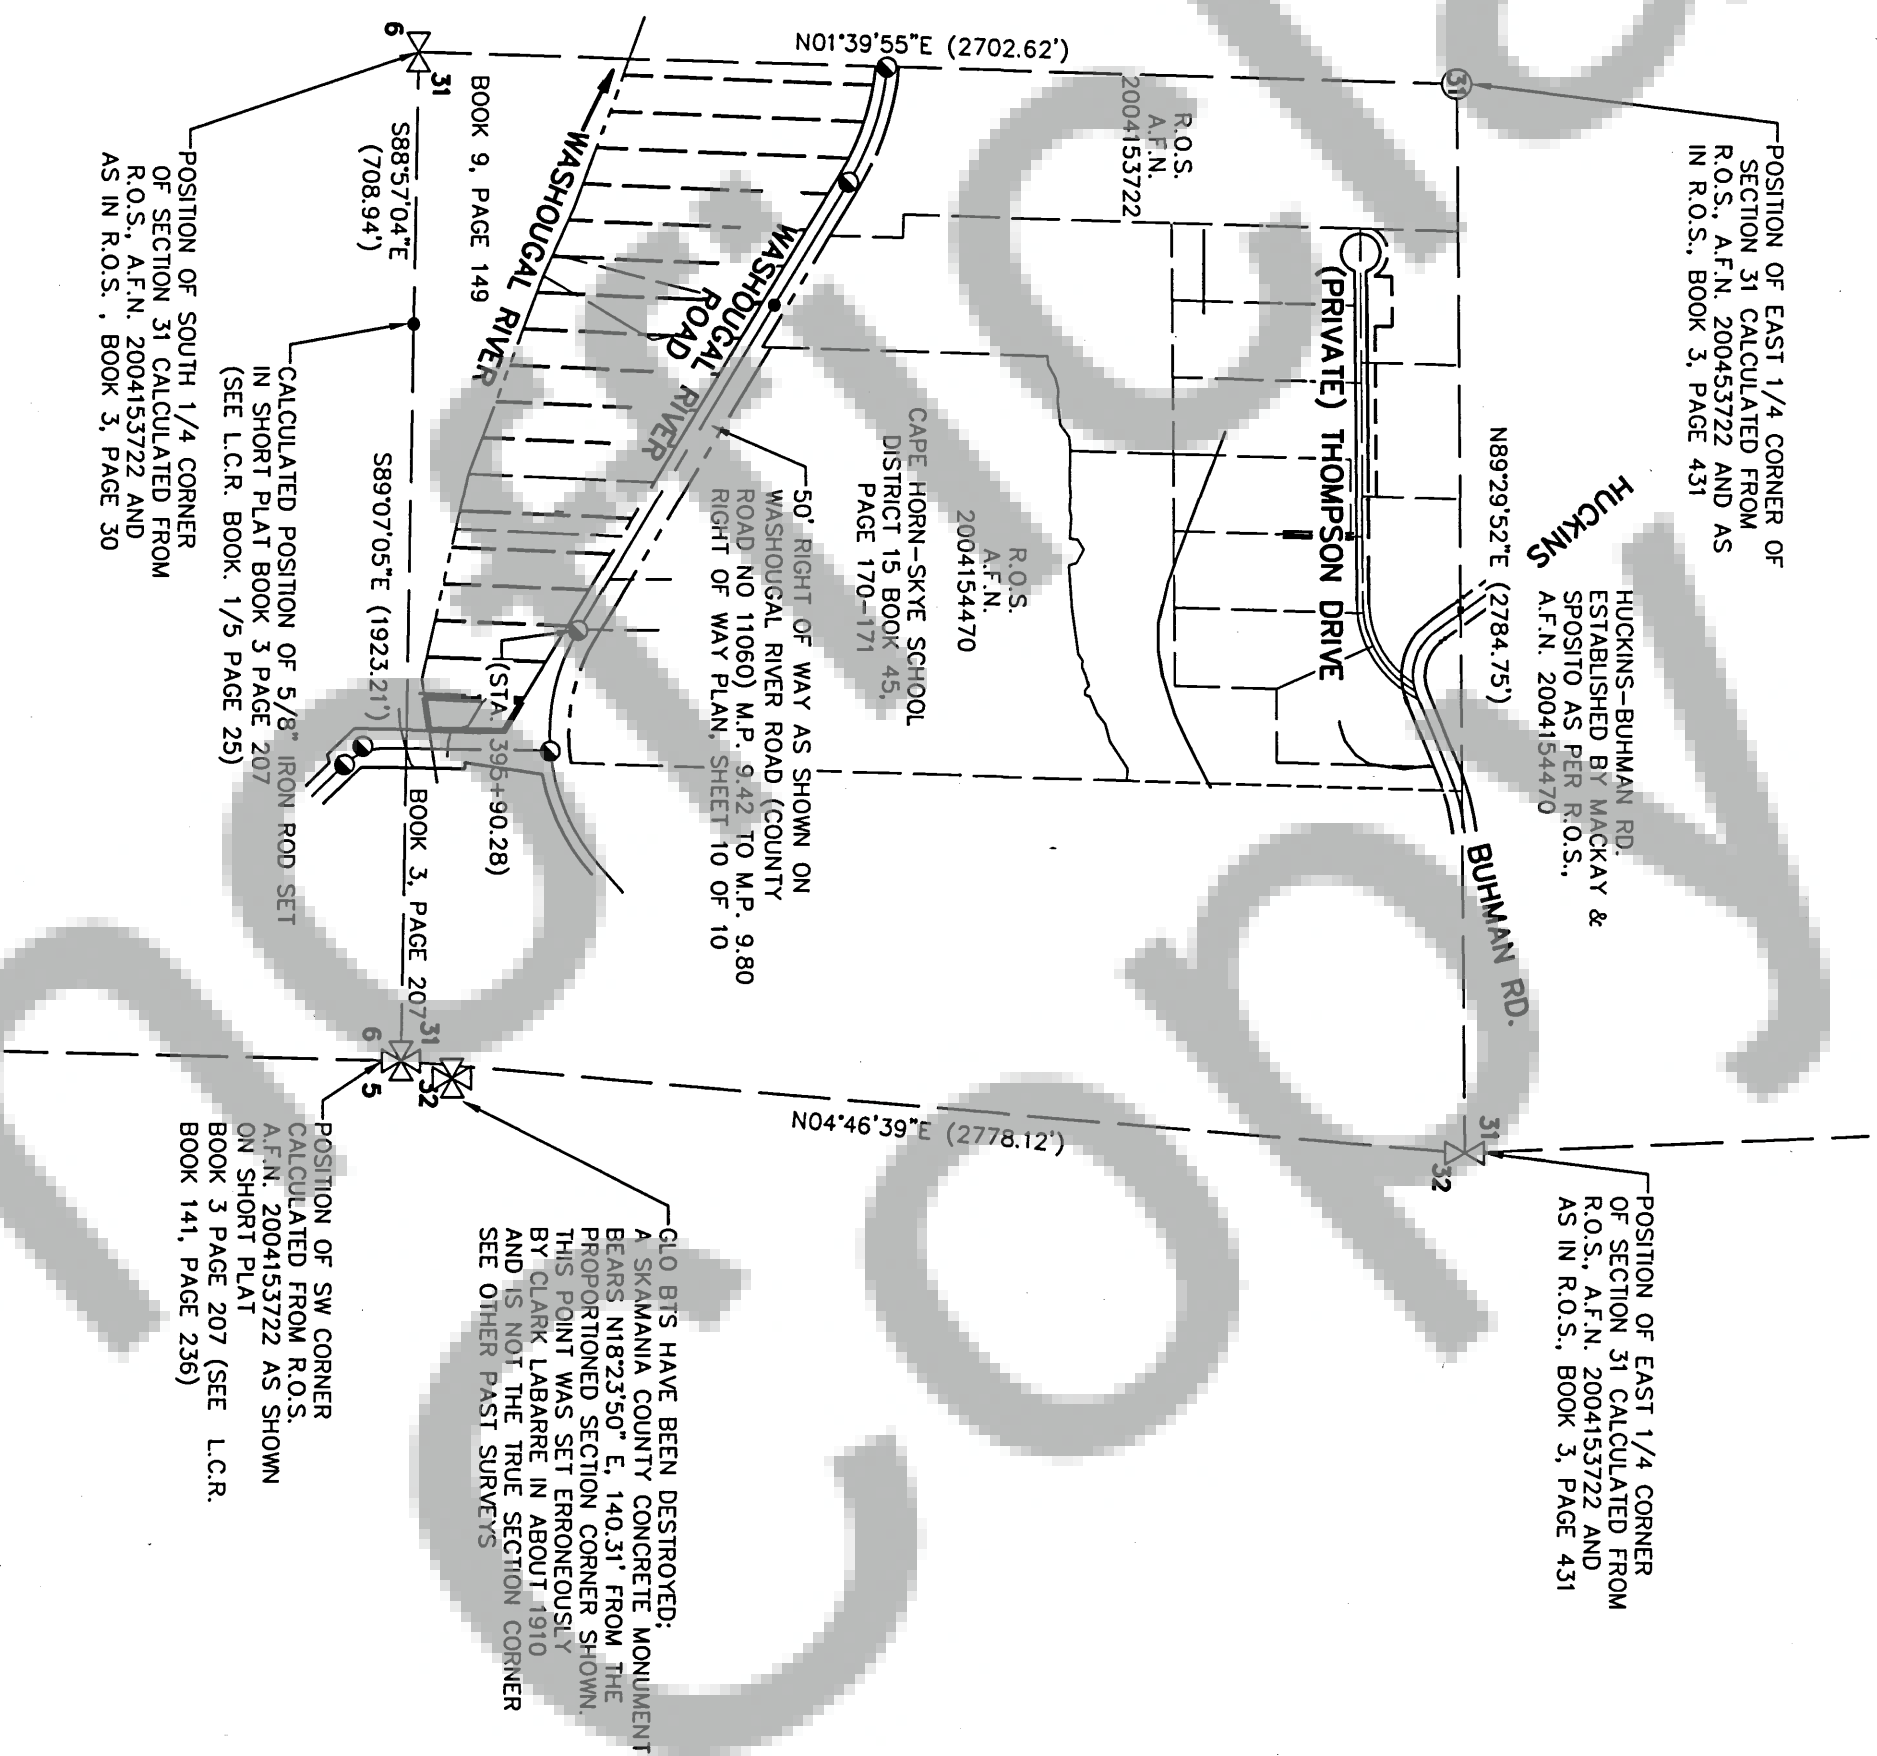 POSITION OF EAST 1/4 CORNER OF
SECTION 31 CALCULATED FROM
R.O.S., A.F.N. 200453722 AND AS
IN R.O.S., BOOK 3, PAGE 431
31
N89°29'52"E (2784.75')
HUCKINS
HUCKINS-BUHMAN RD.
ESTABLISHED BY MACKAY &
SPOSITO AS PER R.O.S.,
A.F.N. 2004154470
BUHMAN RD.
POSITION OF EAST 1/4 CORNER
OF SECTION 31 CALCULATED FROM
R.O.S., A.F.N. 2004153722 AND
AS IN R.O.S., BOOK 3, PAGE 431
31
32
(PRIVATE) THOMPSON DRIVE
N01°39'55"E (2702.62')
R.O.S.
A.F.N.
2004153722
R.O.S.
A.F.N.
2004154470
CAPE HORN-SKYE SCHOOL
DISTRICT 15 BOOK 45,
PAGE 170-171
50' RIGHT OF WAY AS SHOWN ON
WASHOUGAL RIVER ROAD (COUNTY
ROAD NO 11060) M.P. 9.42 TO M.P. 9.80
RIGHT OF WAY PLAN, SHEET 10 OF 10
WASHOUGAL RIVER
ROAD
WASHOUGAL RIVER
(STA. 395+90.28)
N04°46'39"E (2778.12')
GLO BTS HAVE BEEN DESTROYED;
A SKAMANIA COUNTY CONCRETE MONUMENT
BEARS N18°23'50" E, 140.31' FROM THE
PROPORTIONED SECTION CORNER SHOWN.
THIS POINT WAS SET ERRONEOUSLY
BY CLARK LABARRE IN ABOUT 1910
AND IS NOT THE TRUE SECTION CORNER
SEE OTHER PAST SURVEYS
BOOK 9, PAGE 149
BOOK 3, PAGE 207
6
31
S88°57'04"E
(708.94')
S89°07'05"E (1923.21')
31
32
6
5
POSITION OF SW CORNER
CALCULATED FROM R.O.S.
A.F.N. 2004153722 AS SHOWN
ON SHORT PLAT
BOOK 3 PAGE 207 (SEE L.C.R.
BOOK 141, PAGE 236)
CALCULATED POSITION OF 5/8" IRON ROD SET
IN SHORT PLAT BOOK 3 PAGE 207
(SEE L.C.R. BOOK. 1/5 PAGE 25)
POSITION OF SOUTH 1/4 CORNER
OF SECTION 31 CALCULATED FROM
R.O.S., A.F.N. 2004153722 AND
AS IN R.O.S. , BOOK 3, PAGE 30